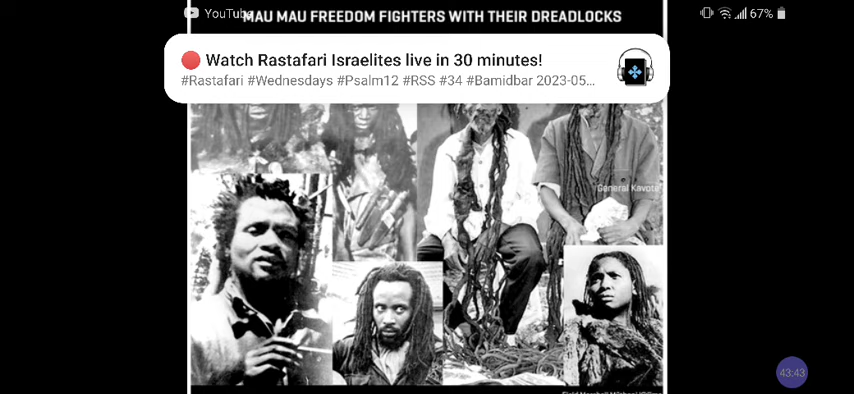 YouTube
MAU MAU FREEDOM FIGHTERS WITH THEIR DREADLOCKS
67%
Watch Rastafari Israelites live in 30 minutes!
#Rastafari #Wednesdays #Psalm12 #RSS #34 #Bamidbar 2023-05...
General Kavota
43:43